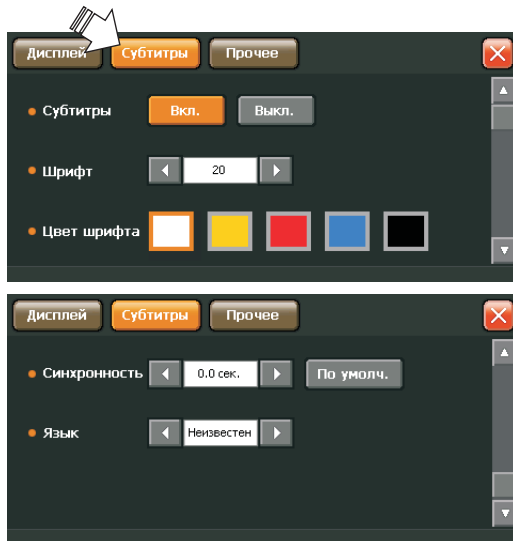 Дисплей Субтитры Прочее
Субтитры Вкл. Выкл.
Шрифт 20
Цвет шрифта
Дисплей Субтитры Прочее
Синхронность 0.0 сек. По умолч.
Язык Неизвестен